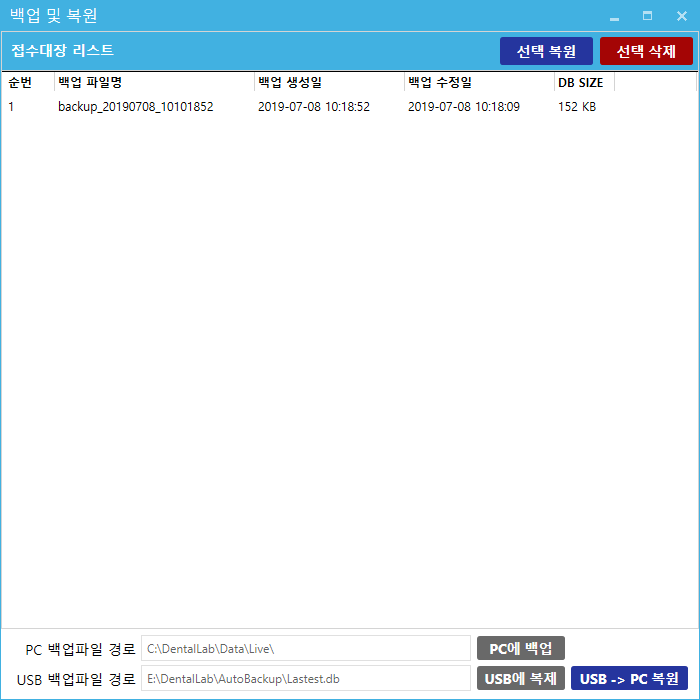 백업 및 복원
접수대장 리스트 선택 복원 선택 삭제
순번 백업 파일명 백업 생성일 백업 수정일 DB SIZE
1 backup_20190708_10101852 2019-07-08 10:18:52 2019-07-08 10:18:09 152 KB
PC 백업파일 경로 C:\DentalLab\Data\Live\ PC에 백업
USB 백업파일 경로 E:\DentalLab\AutoBackup\Lastest.db USB에 복제 USB -> PC 복원